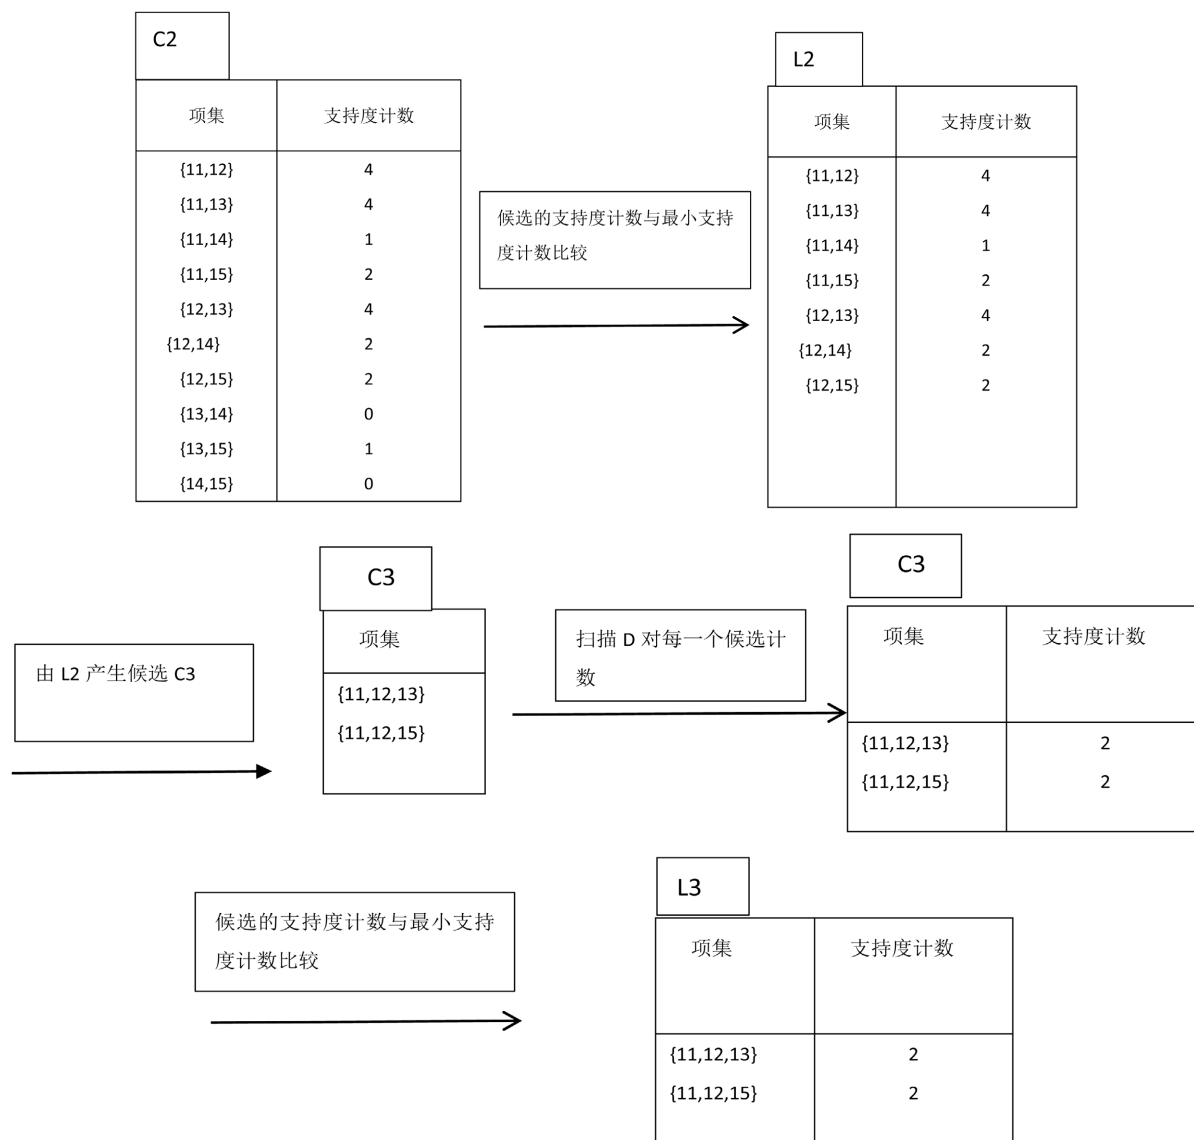 C2
项集 支持度计数
{11,12} 4
{11,13} 4
{11,14} 1
{11,15} 2
{12,13} 4
{12,14} 2
{12,15} 2
{13,14} 0
{13,15} 1
{14,15} 0
候选的支持度计数与最小支持
度计数比较
L2
项集 支持度计数
{11,12} 4
{11,13} 4
{11,14} 1
{11,15} 2
{12,13} 4
{12,14} 2
{12,15} 2
由 L2 产生候选 C3
C3
项集
{11,12,13}
{11,12,15}
扫描 D 对每一个候选计
数
C3
项集 支持度计数
{11,12,13} 2
{11,12,15} 2
候选的支持度计数与最小支持
度计数比较
L3
项集 支持度计数
{11,12,13} 2
{11,12,15} 2